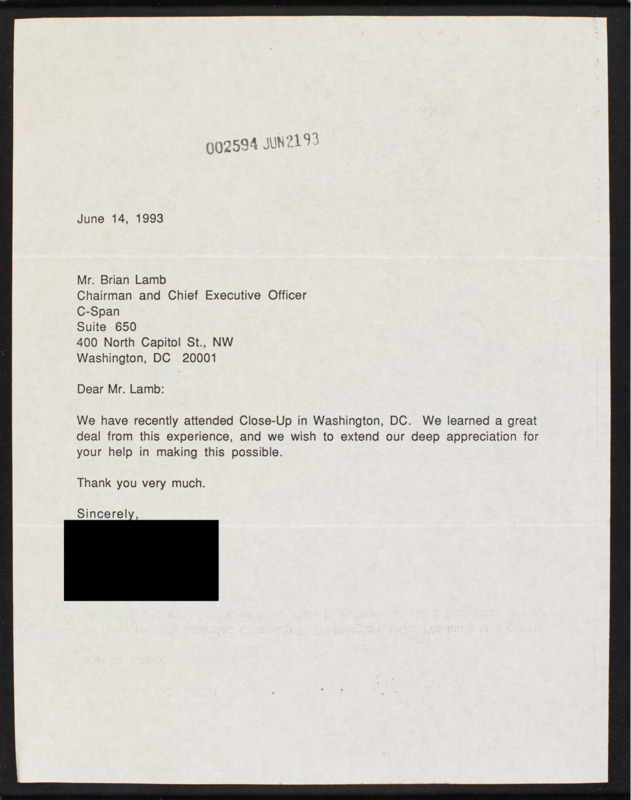 002594 JUN2193
June 14, 1993
Mr. Brian Lamb
Chairman and Chief Executive Officer
C-Span
Suite 650
400 North Capitol St., NW
Washington, DC 20001
Dear Mr. Lamb:
We have recently attended Close-Up in Washington, DC. We learned a great
deal from this experience, and we wish to extend our deep appreciation for
your help in making this possible.
Thank you very much.
Sincerely,